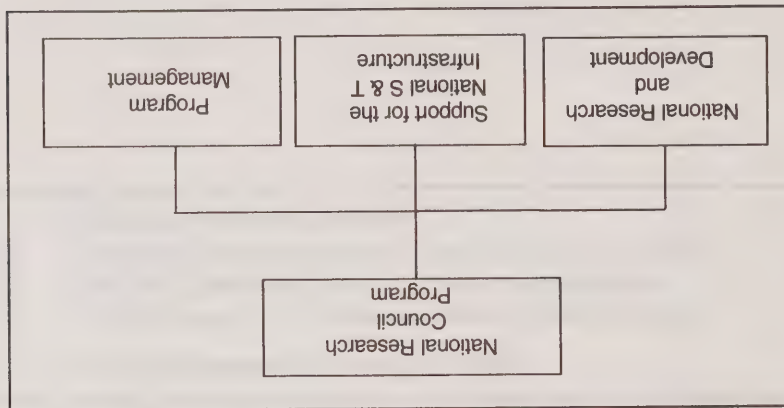 National Research
Council
Program
National Research
and
Development
Support for the
National S & T
Infrastructure
Program
Management